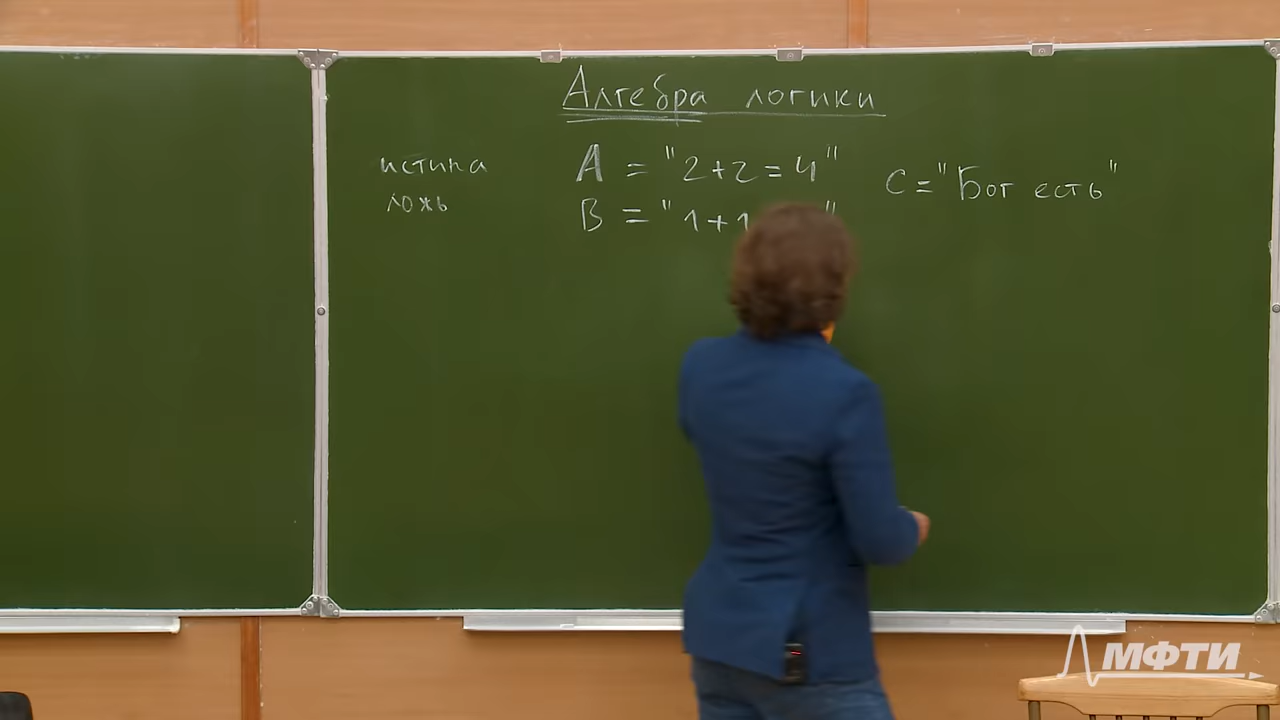 Алгебра логики
истина
ложь
A = "2+2=4"
B = "1+1 "
C="Бог есть"
МФТИ